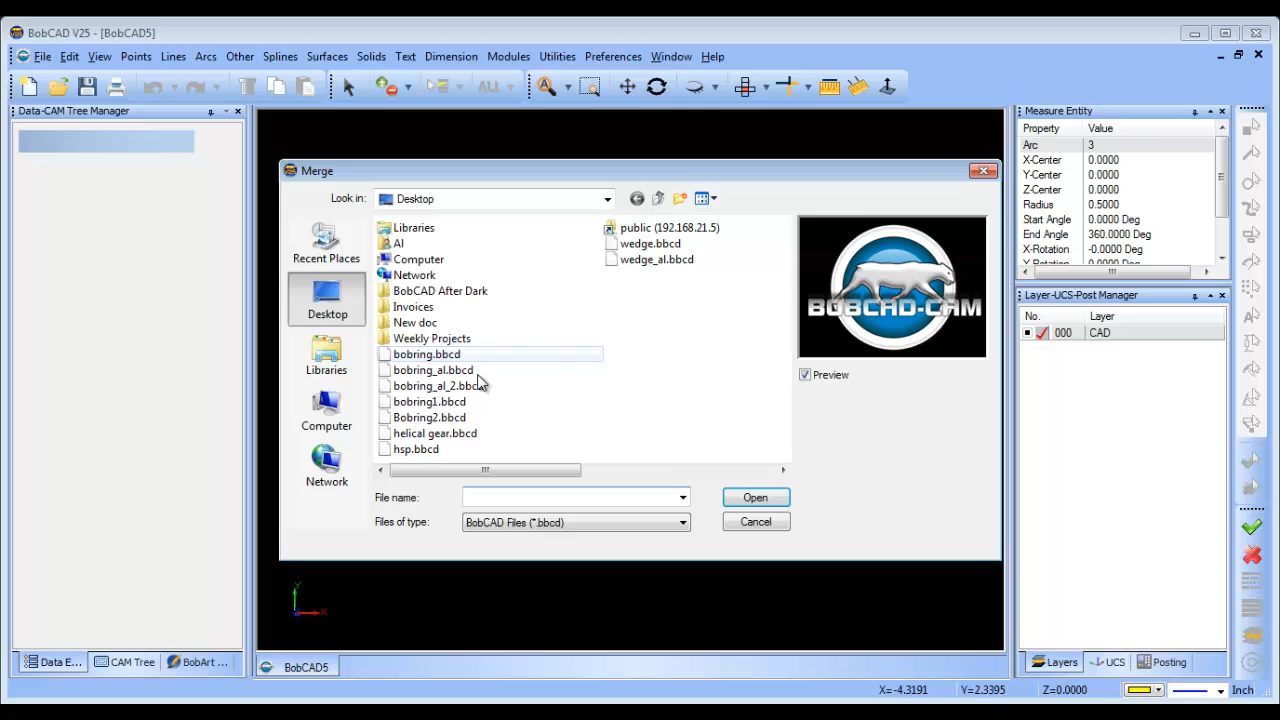 BobCAD V25 - [BobCAD5]
File Edit View Points Lines Arcs Other Splines Surfaces Solids Text Dimension Modules Utilities Preferences Window Help
ALL
Data-CAM Tree Manager
Merge
Look in: Desktop
Recent Places
Desktop
Libraries
Computer
Network
Libraries
Al
Computer
Network
BobCAD After Dark
Invoices
New doc
Weekly Projects
bobring.bbcd
bobring_al.bbcd
bobring_al_2.bbcd
bobring1.bbcd
Bobring2.bbcd
helical gear.bbcd
hsp.bbcd
public (192.168.21.5)
wedge.bbcd
wedge_al.bbcd
BOBCAD-CAM
Preview
File name:
Open
Files of type: BobCAD Files (*.bbcd)
Cancel
Y
X
Measure Entity
Property Value
Arc 3
X-Center 0.0000
Y-Center 0.0000
Z-Center 0.0000
Radius 0.5000
Start Angle 0.0000 Deg
End Angle 360.0000 Deg
X-Rotation -0.0000 Deg
Layer-UCS-Post Manager
No. Layer
000 CAD
Data E... CAM Tree BobArt ...
BobCAD5
Layers UCS Posting
X=-4.3191 Y=2.3395 Z=0.0000 Inch